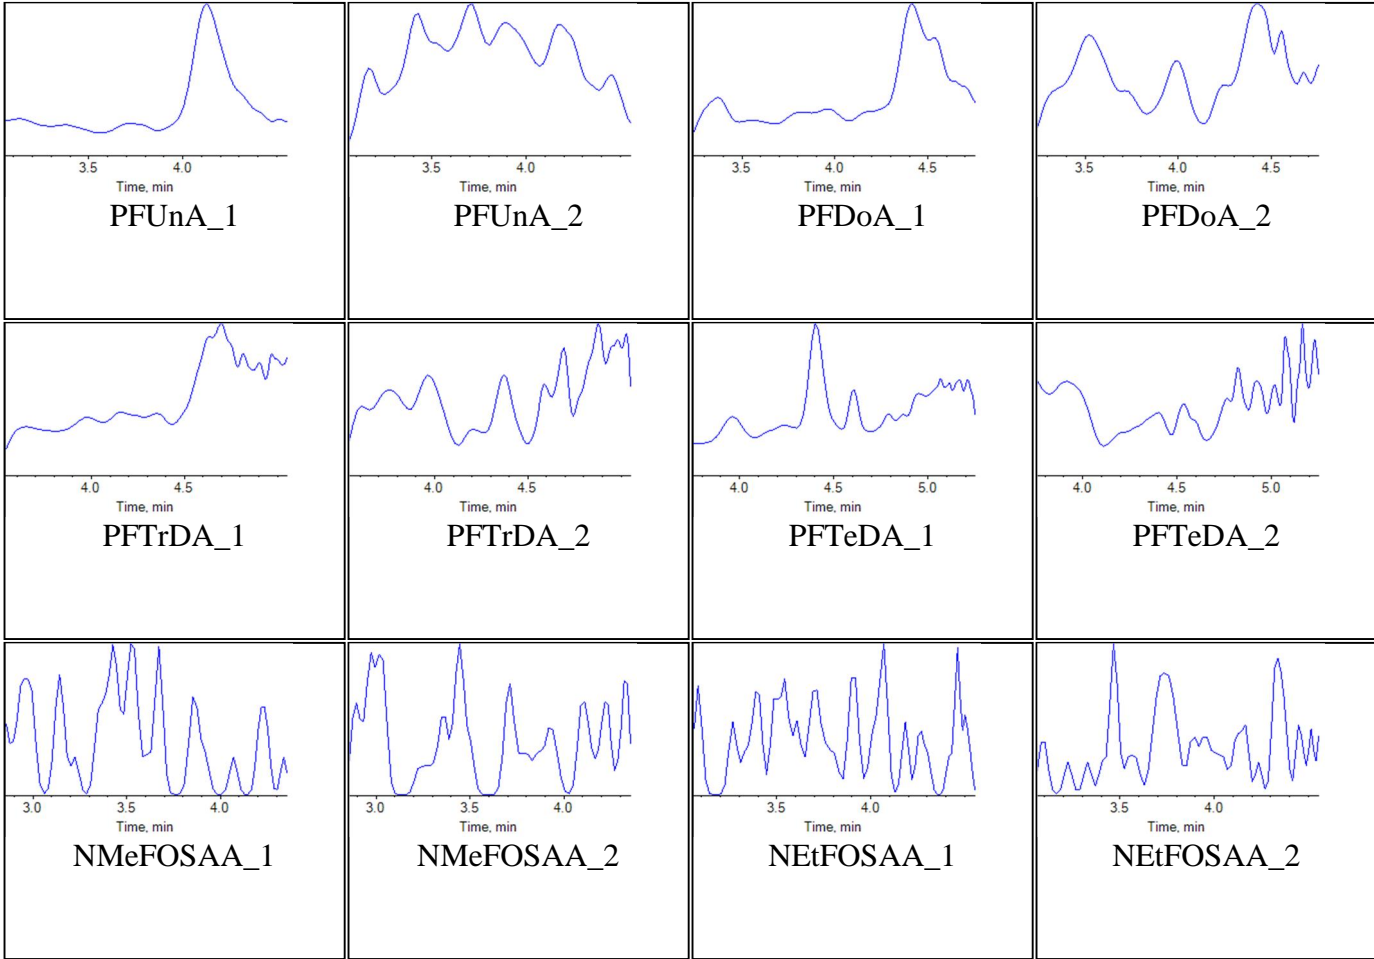 3.5 4.0
Time, min
PFUnA_1
3.5 4.0
Time, min
PFUnA_2
3.5 4.0 4.5
Time, min
PFDoA_1
3.5 4.0 4.5
Time, min
PFDoA_2
4.0 4.5
Time, min
PFTrDA_1
4.0 4.5
Time, min
PFTrDA_2
4.0 4.5 5.0
Time, min
PFTeDA_1
4.0 4.5 5.0
Time, min
PFTeDA_2
3.0 3.5 4.0
Time, min
NMeFOSAA_1
3.0 3.5 4.0
Time, min
NMeFOSAA_2
3.5 4.0
Time, min
NEtFOSAA_1
3.5 4.0
Time, min
NEtFOSAA_2